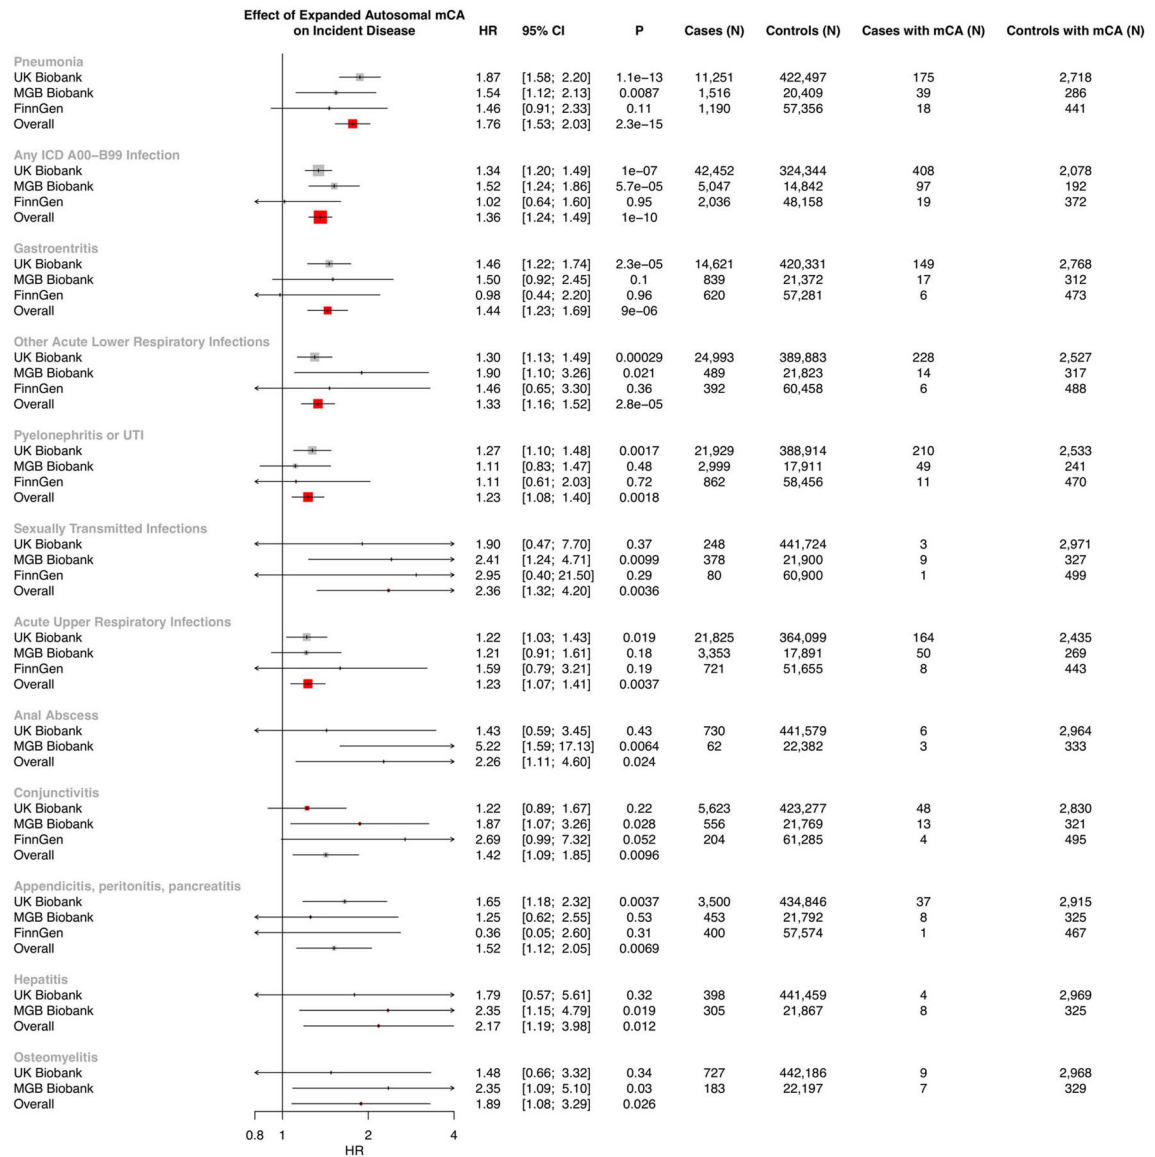 Effect of Expanded Autosomal mCA
on Incident Disease HR 95% CI P Cases (N) Controls (N) Cases with mCA (N) Controls with mCA (N)
Pneumonia
UK Biobank 1.87 [1.58; 2.20] 1.1e−13 11,251 422,497 175 2,718
MGB Biobank 1.54 [1.12; 2.13] 0.0087 1,516 20,409 39 286
FinnGen 1.46 [0.91; 2.33] 0.11 1,190 57,356 18 441
Overall 1.76 [1.53; 2.03] 2.3e−15
Any ICD A00−B99 Infection
UK Biobank 1.34 [1.20; 1.49] 1e−07 42,452 324,344 408 2,078
MGB Biobank 1.52 [1.24; 1.86] 5.7e−05 5,047 14,842 97 192
FinnGen 1.02 [0.64; 1.60] 0.95 2,036 48,158 19 372
Overall 1.36 [1.24; 1.49] 1e−10
Gastroentritis
UK Biobank 1.46 [1.22; 1.74] 2.3e−05 14,621 420,331 149 2,768
MGB Biobank 1.50 [0.92; 2.45] 0.1 839 21,372 17 312
FinnGen 0.98 [0.44; 2.20] 0.96 620 57,281 6 473
Overall 1.44 [1.23; 1.69] 9e−06
Other Acute Lower Respiratory Infections
UK Biobank 1.30 [1.13; 1.49] 0.00029 24,993 389,883 228 2,527
MGB Biobank 1.90 [1.10; 3.26] 0.021 489 21,823 14 317
FinnGen 1.46 [0.65; 3.30] 0.36 392 60,458 6 488
Overall 1.33 [1.16; 1.52] 2.8e−05
Pyelonephritis or UTI
UK Biobank 1.27 [1.10; 1.48] 0.0017 21,929 388,914 210 2,533
MGB Biobank 1.11 [0.83; 1.47] 0.48 2,999 17,911 49 241
FinnGen 1.11 [0.61; 2.03] 0.72 862 58,456 11 470
Overall 1.23 [1.08; 1.40] 0.0018
Sexually Transmitted Infections
UK Biobank 1.90 [0.47; 7.70] 0.37 248 441,724 3 2,971
MGB Biobank 2.41 [1.24; 4.71] 0.0099 378 21,900 9 327
FinnGen 2.95 [0.40; 21.50] 0.29 80 60,900 1 499
Overall 2.36 [1.32; 4.20] 0.0036
Acute Upper Respiratory Infections
UK Biobank 1.22 [1.03; 1.43] 0.019 21,825 364,099 164 2,435
MGB Biobank 1.21 [0.91; 1.61] 0.18 3,353 17,891 50 269
FinnGen 1.59 [0.79; 3.21] 0.19 721 51,655 8 443
Overall 1.23 [1.07; 1.41] 0.0037
Anal Abscess
UK Biobank 1.43 [0.59; 3.45] 0.43 730 441,579 6 2,964
MGB Biobank 5.22 [1.59; 17.13] 0.0064 62 22,382 3 333
Overall 2.26 [1.11; 4.60] 0.024
Conjunctivitis
UK Biobank 1.22 [0.89; 1.67] 0.22 5,623 423,277 48 2,830
MGB Biobank 1.87 [1.07; 3.26] 0.028 556 21,769 13 321
FinnGen 2.69 [0.99; 7.32] 0.052 204 61,285 4 495
Overall 1.42 [1.09; 1.85] 0.0096
Appendicitis, peritonitis, pancreatitis
UK Biobank 1.65 [1.18; 2.32] 0.0037 3,500 434,846 37 2,915
MGB Biobank 1.25 [0.62; 2.55] 0.53 453 21,792 8 325
FinnGen 0.36 [0.05; 2.60] 0.31 400 57,574 1 467
Overall 1.52 [1.12; 2.05] 0.0069
Hepatitis
UK Biobank 1.79 [0.57; 5.61] 0.32 398 441,459 4 2,969
MGB Biobank 2.35 [1.15; 4.79] 0.019 305 21,867 8 325
Overall 2.17 [1.19; 3.98] 0.012
Osteomyelitis
UK Biobank 1.48 [0.66; 3.32] 0.34 727 442,186 9 2,968
MGB Biobank 2.35 [1.09; 5.10] 0.03 183 22,197 7 329
Overall 1.89 [1.08; 3.29] 0.026
0.8 1 2 4
HR